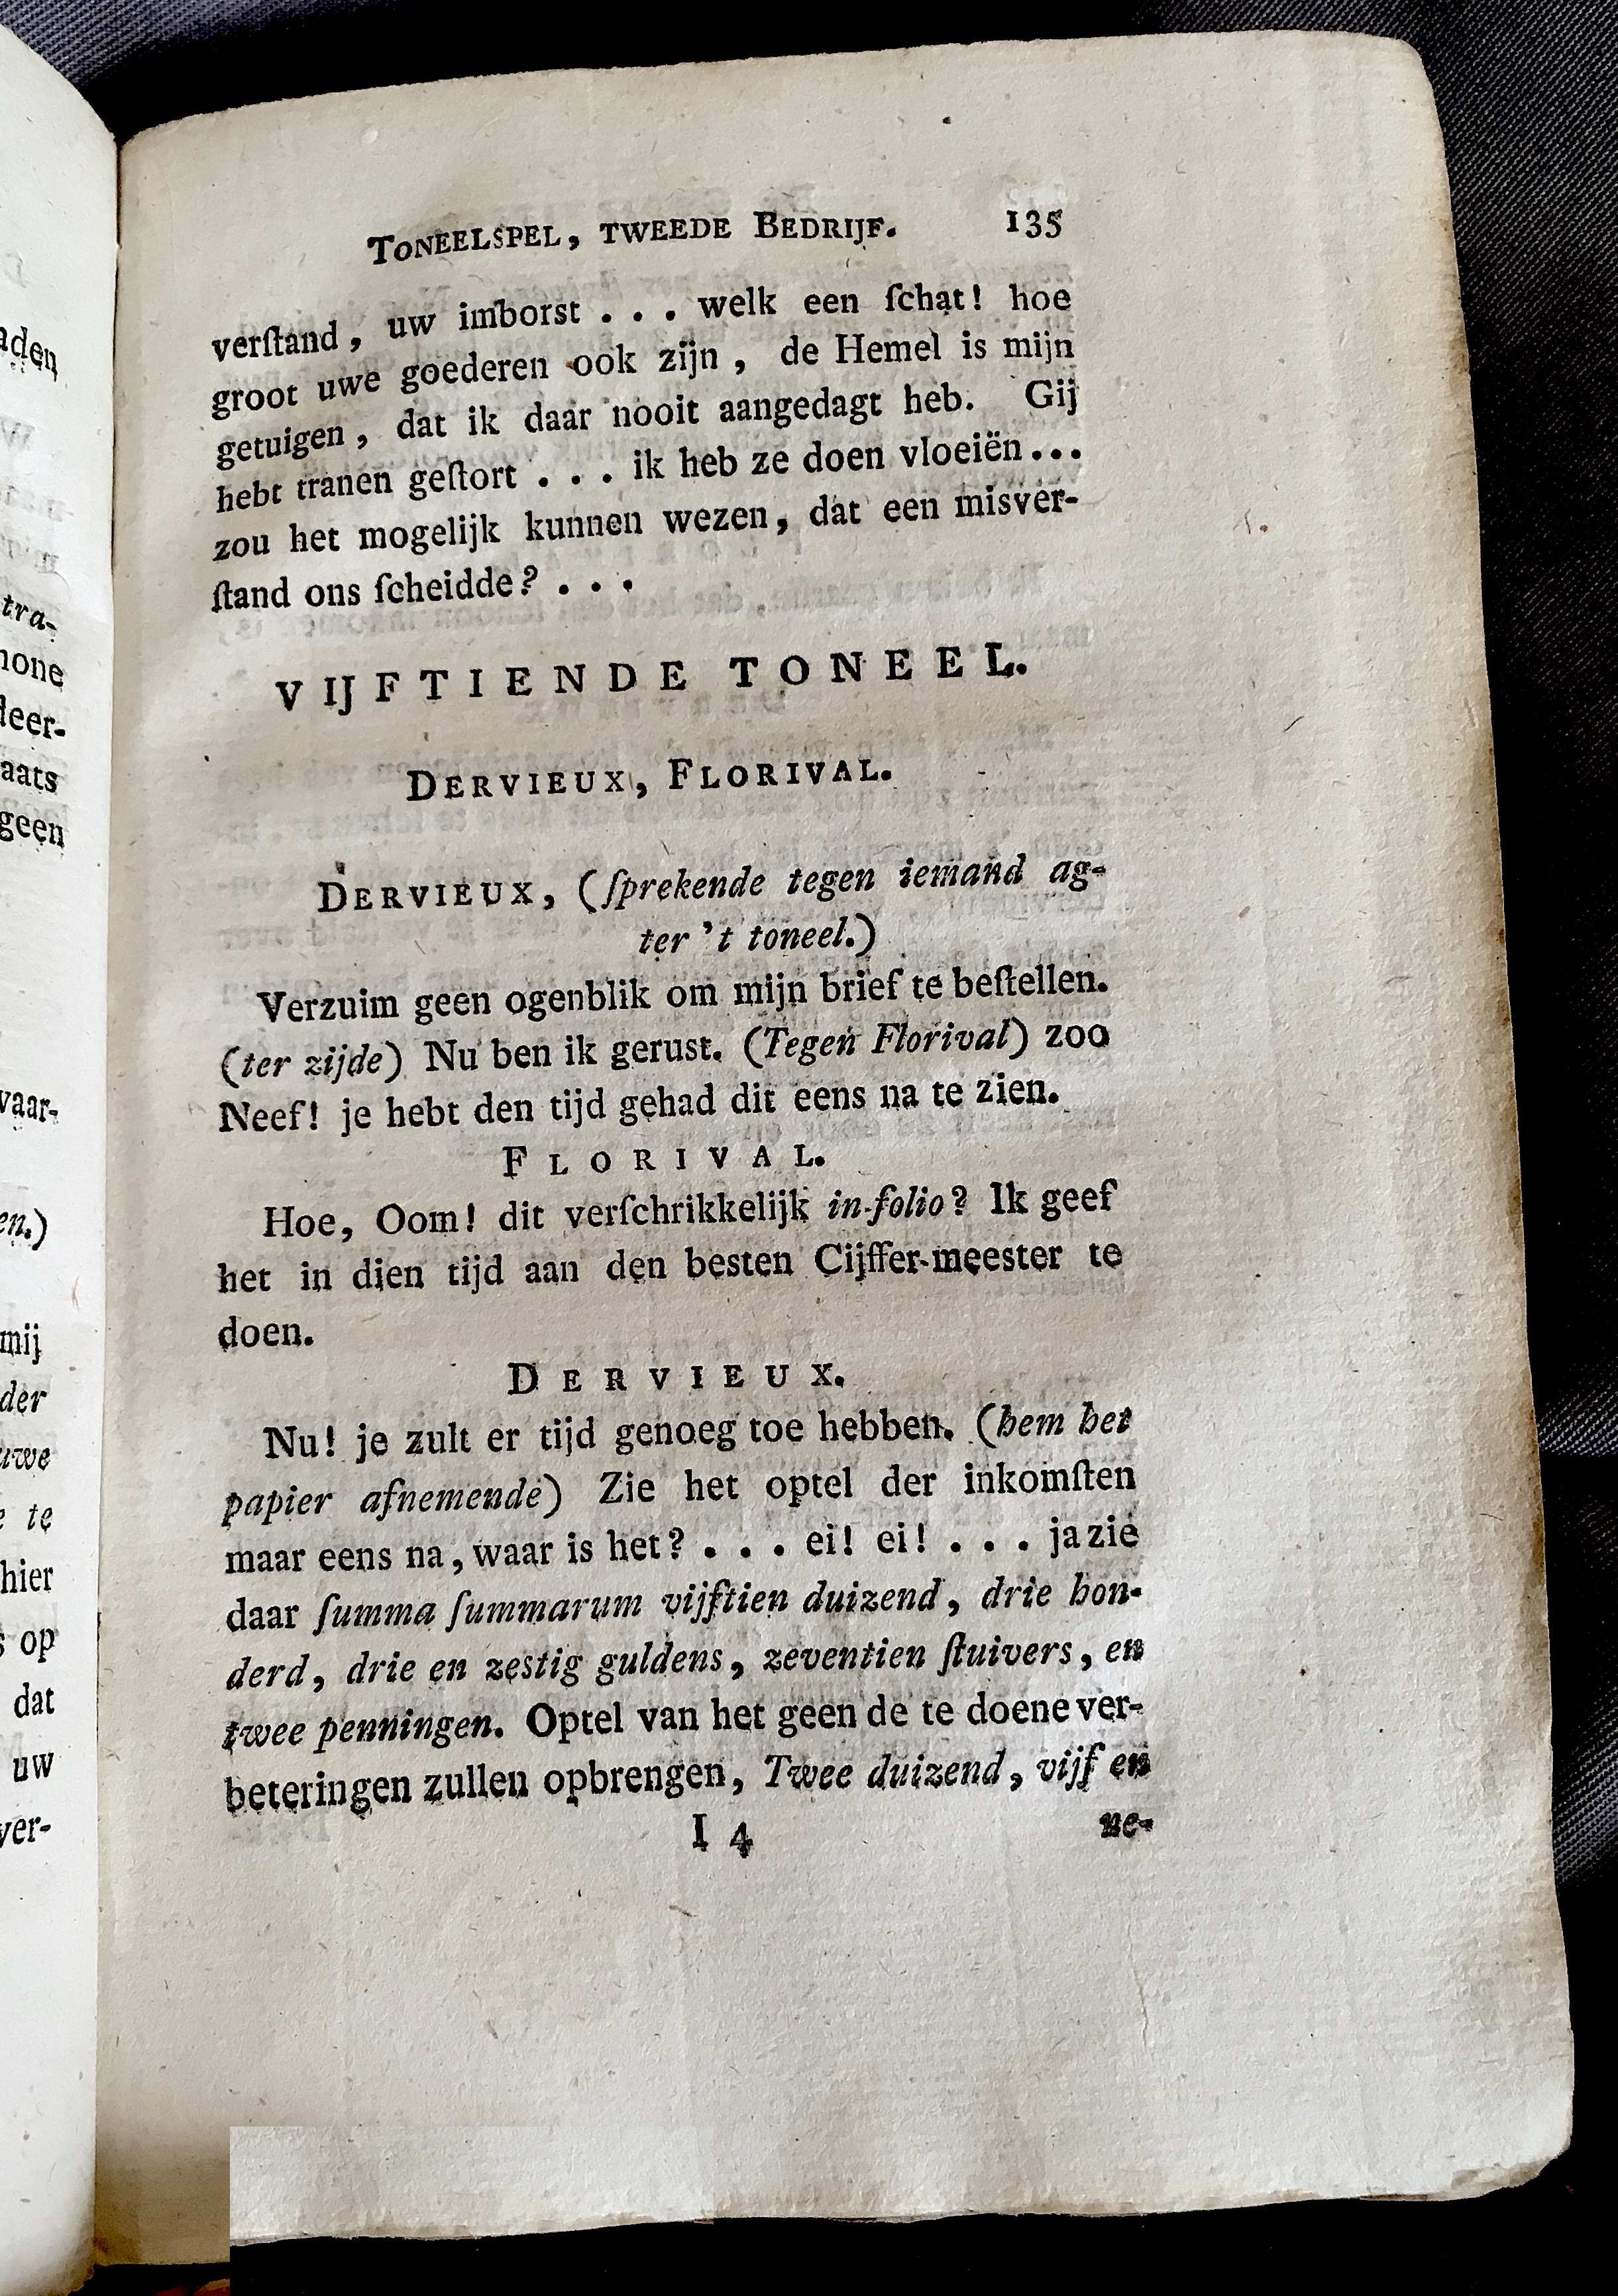 TONEELSPEL, TWEEDE BEDRIJF. 135
verſtand, uw imborst . . . welk een ſchat! hoe
groot uwe goederen ook zijn, de Hemel is mijn
getuigen, dat ik daar nooit aangedagt heb. Gij
hebt tranen geſtort . . . ik heb ze doen vloeiën...
zou het mogelijk kunnen wezen, dat een misver-
ſtand ons ſcheidde? . . .
VIJFTIENDE TONEEL.
DERVIEUX, FLORIVAL.
DERVIEUX, (ſprekende tegen iemand ag-
ter 't toneel.)
Verzuim geen ogenblik om mijn brief te beſtellen.
(ter zijde) Nu ben ik gerust. (Tegen Florival) zoo
Neef! je hebt den tijd gehad dit eens na te zien.
FLORIVAL.
Hoe, Oom! dit verſchrikkelijk in-folio? Ik geef
het in dien tijd aan den besten Cijffer-meester te
doen.
DERVIEUX.
Nu! je zult er tijd genoeg toe hebben. (hem het
papier afnemende) Zie het optel der inkomſten
maar eens na, waar is het? . . . ei! ei! . . . ja zie
daar ſumma ſummarum vijftien duizend, drie hon-
derd, drie en zestig guldens, zeventien ſtuivers, en
twee penningen. Optel van het geen de te doene ver-
beteringen zullen opbrengen, Twee duizend, vijf en
I 4 ne-